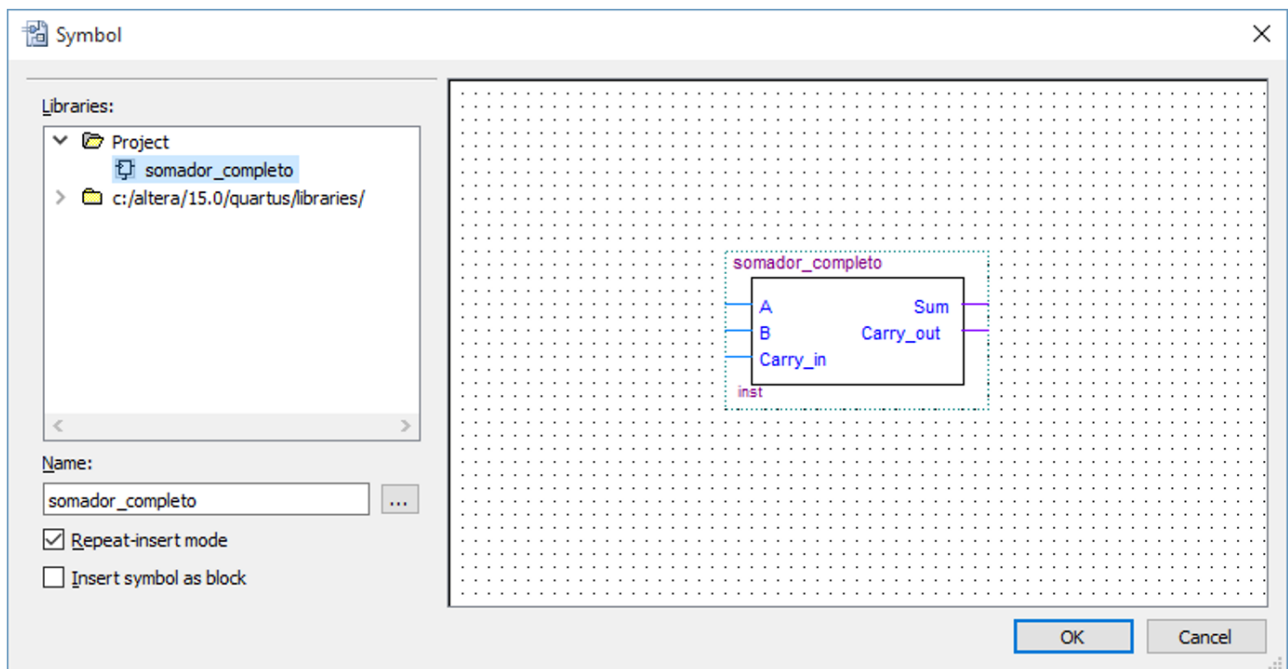 Symbol
Libraries:
Project
somador_completo
c:/altera/15.0/quartus/libraries/
Name:
somador_completo
...
Repeat-insert mode
Insert symbol as block
somador_completo
A Sum
B Carry_out
Carry_in
inst
OK Cancel